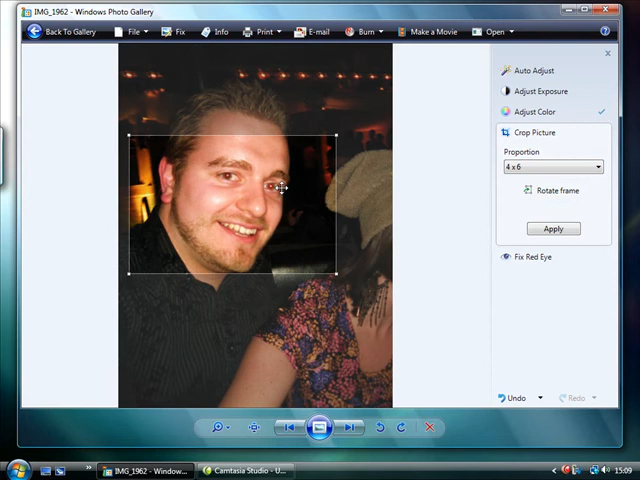 IMG_1962 - Windows Photo Gallery
Back To Gallery File Fix Info Print E-mail Burn Make a Movie Open
Auto Adjust
Adjust Exposure
Adjust Color
Crop Picture
Proportion
4 x 6
Rotate frame
Apply
Fix Red Eye
Undo Redo
IMG_1962 - Window... Camtasia Studio - U... 15:09